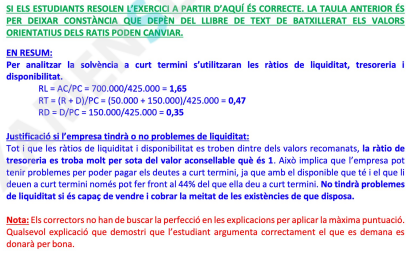 SI ELS ESTUDIANTS RESOLEN L'EXERCICI A PARTIR D'AQUÍ ÉS CORRECTE. LA TAULA ANTERIOR ÉS
PER DEIXAR CONSTÀNCIA QUE DEPÈN DEL LLIBRE DE TEXT DE BATXILLERAT ELS VALORS
ORIENTATIUS DELS RATIS PODEN CANVIAR.
EN RESUM:
Per analitzar la solvència a curt termini s'utilitzaran les ràtios de liquiditat, tresoreria i
disponibilitat.
RL = AC/PC = 700.000/425.000 = 1,65
RT = (R + D)/PC = (50.000 + 150.000)/425.000 = 0,47
RD = D/PC = 150.000/425.000 = 0,35
Justificació si l'empresa tindrà o no problemes de liquiditat:
Tot i que les ràtios de liquiditat i disponibilitat es troben dintre dels valors recomanats, la ràtio de
tresoreria es troba molt per sota del valor aconsellable què és 1. Això implica que l'empresa pot
tenir problemes per poder pagar els deutes a curt termini, ja que amb el disponible que té i el que li
deuen a curt termini només pot fer front al 44% del que ella deu a curt termini. No tindrà problemes
de liquiditat si és capaç de vendre i cobrar la meitat de les existències de que disposa.
Nota: Els correctors no han de buscar la perfecció en les explicacions per aplicar la màxima puntuació.
Qualsevol explicació que demostri que l'estudiant argumenta correctament el que es demana es
donarà per bona.